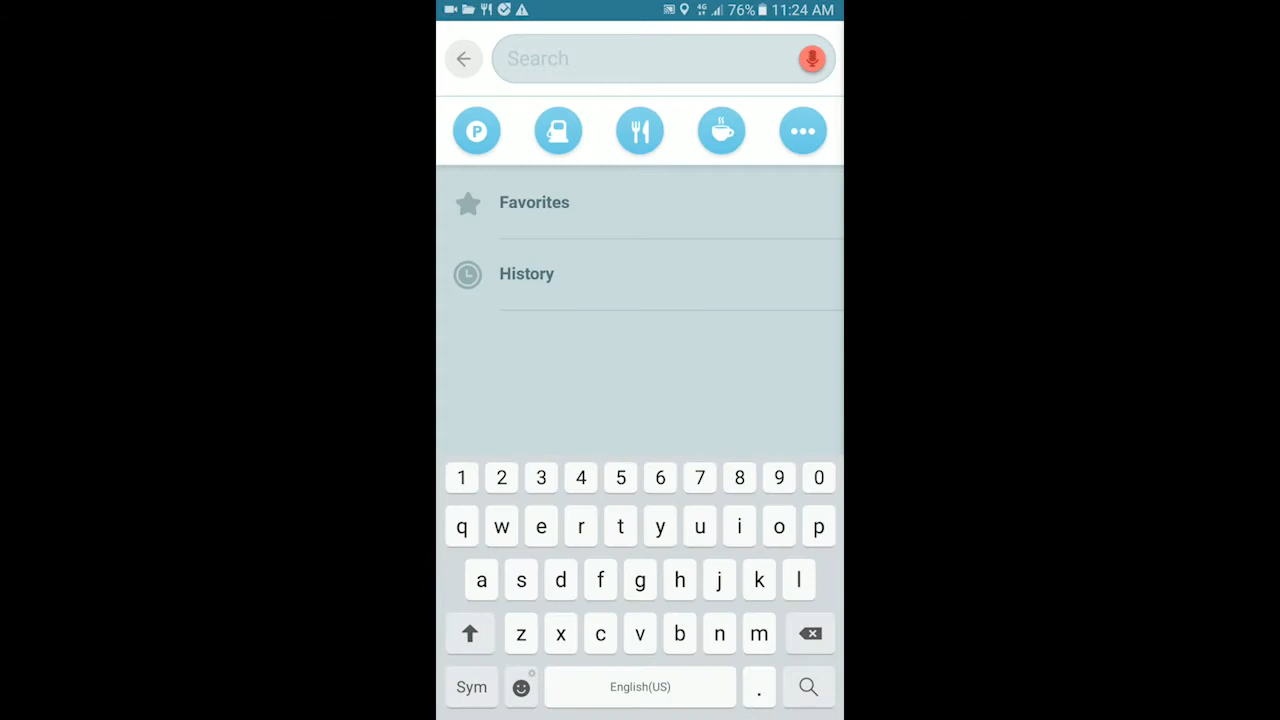 76% 11:24 AM
Search
P
Favorites
History
1 2 3 4 5 6 7 8 9 0
q w e r t y u i o p
a s d f g h j k l
z x c v b n m
Sym English(US) .